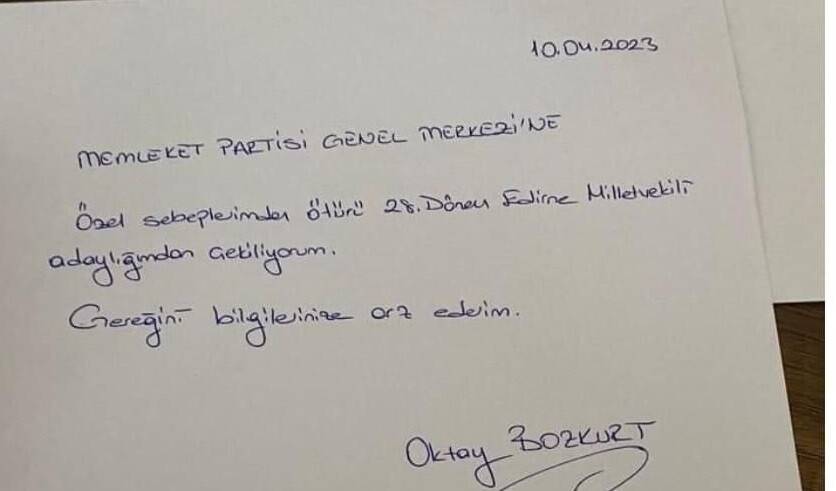 10.04.2023
MEMLEKET PARTİSİ GENEL MERKEZİ'NE
Özel sebeplerimden ötürü 28. Dönem Edirne Milletvekili
adaylığımdan çekiliyorum.
Gereğini bilgilerinize arz ederim.
Oktay BOZKURT